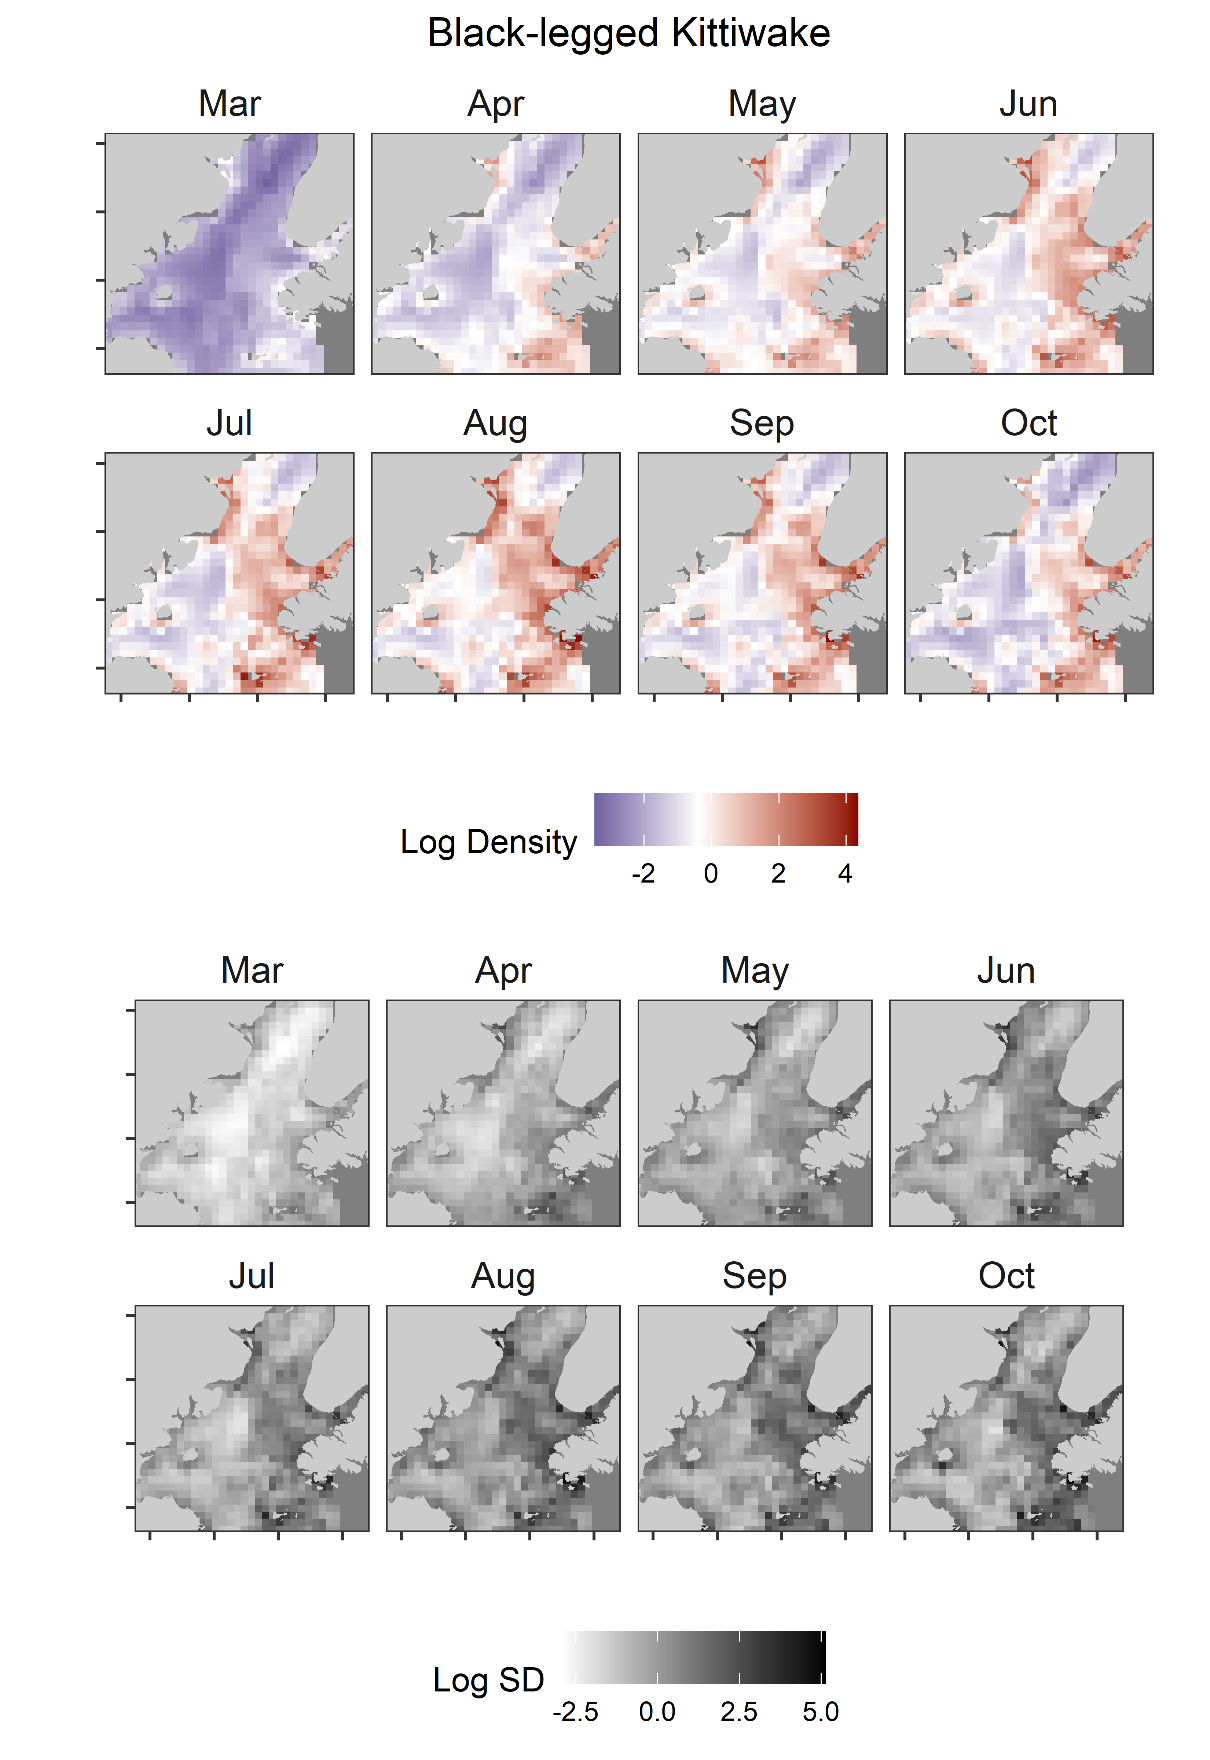 Black-legged Kittiwake
Mar Apr May Jun
Jul Aug Sep Oct
Log Density
-2 0 2 4
Mar Apr May Jun
Jul Aug Sep Oct
Log SD
-2.5 0.0 2.5 5.0